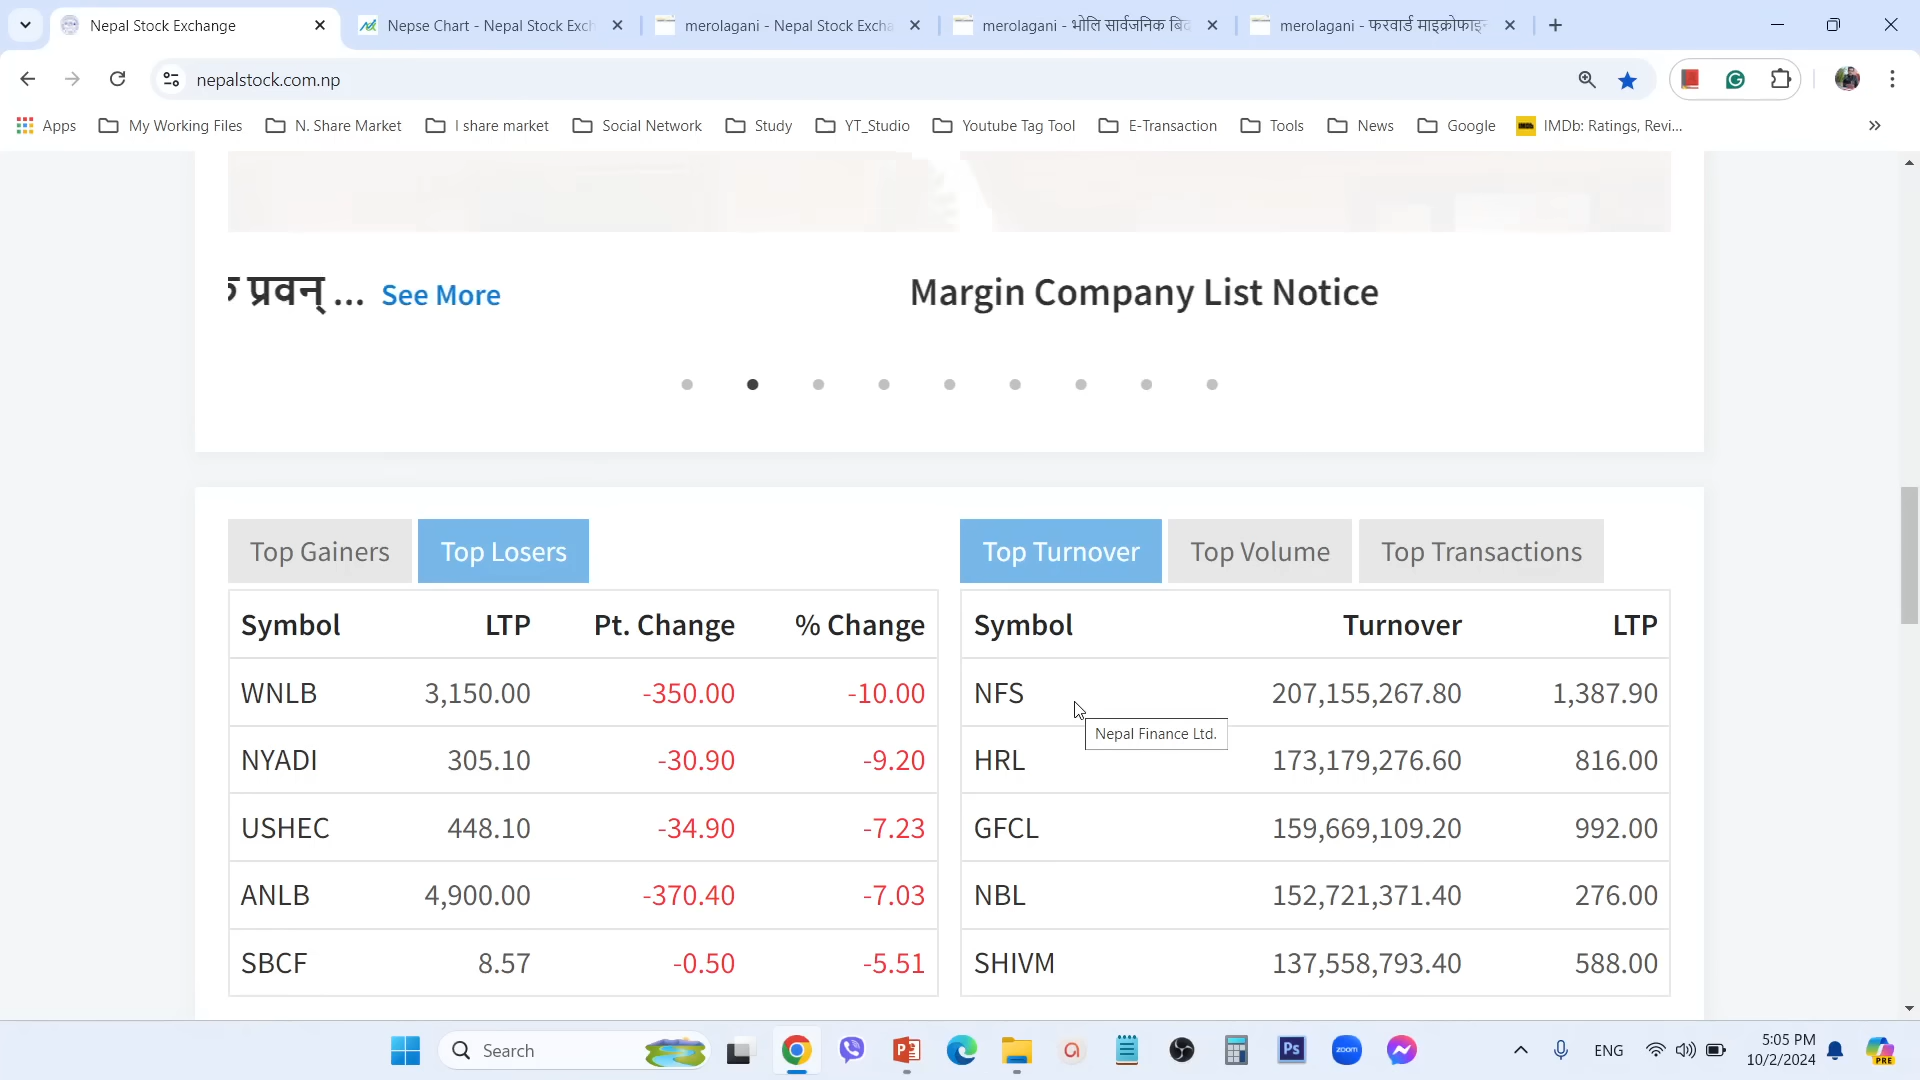 Nepal Stock Exchange
Nepse Chart - Nepal Stock Exch
merolagani - Nepal Stock Excha
merolagani - भोलि सार्वजनिक बिक
merolagani - फरवार्ड माइक्रोफाइन
nepalstock.com.np
Apps
My Working Files
N. Share Market
I share market
Social Network
Study
YT_Studio
Youtube Tag Tool
E-Transaction
Tools
News
Google
IMDb: Ratings, Revi...
प्रवन् ... See More
Margin Company List Notice
Top Gainers Top Losers
Symbol LTP Pt. Change % Change
WNLB 3,150.00 -350.00 -10.00
NYADI 305.10 -30.90 -9.20
USHEC 448.10 -34.90 -7.23
ANLB 4,900.00 -370.40 -7.03
SBCF 8.57 -0.50 -5.51
Top Turnover Top Volume Top Transactions
Symbol Turnover LTP
NFS 207,155,267.80 1,387.90
Nepal Finance Ltd.
HRL 173,179,276.60 816.00
GFCL 159,669,109.20 992.00
NBL 152,721,371.40 276.00
SHIVM 137,558,793.40 588.00
Search
Ps
zoom
ENG
5:05 PM
10/2/2024
PRE